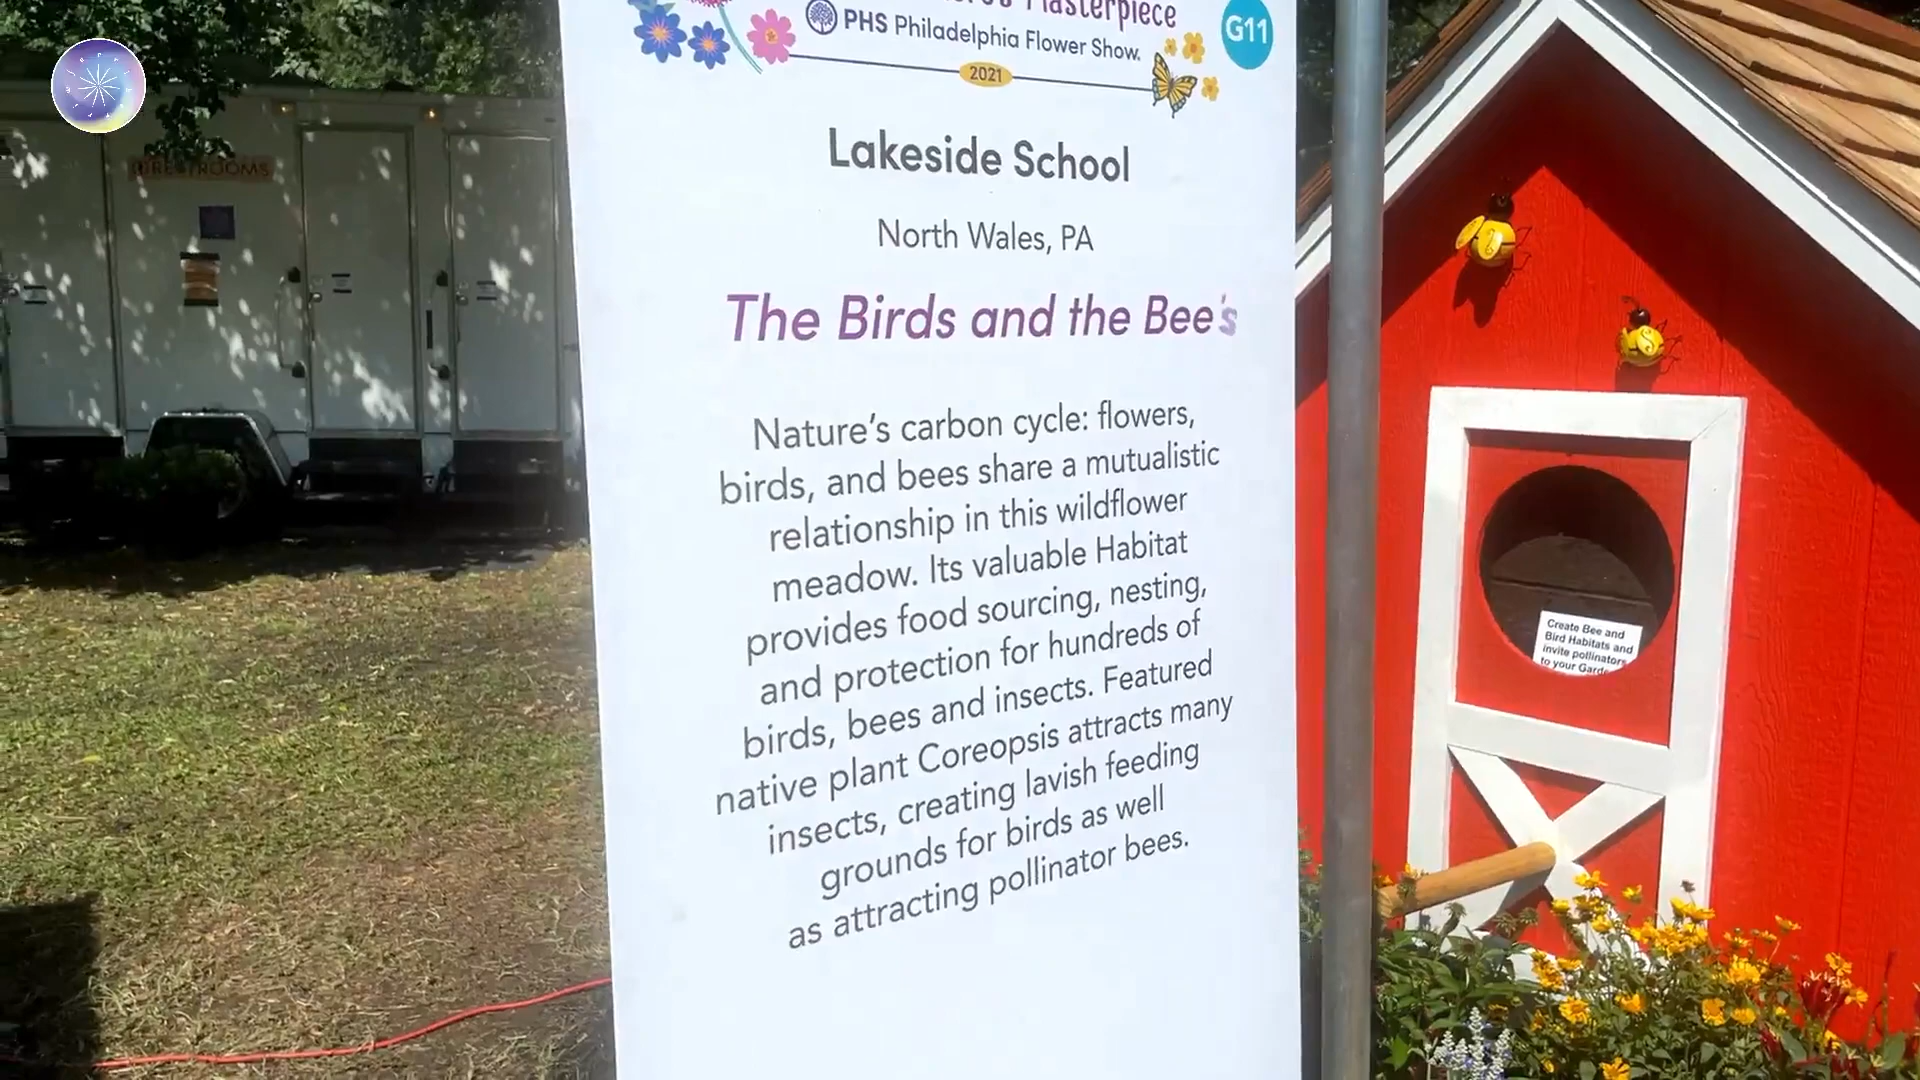 Masterpiece
PHS Philadelphia Flower Show.
2021
G11
Lakeside School
North Wales, PA
The Birds and the Bee's
Nature's carbon cycle: flowers,
birds, and bees share a mutualistic
relationship in this wildflower
meadow. Its valuable Habitat
provides food sourcing, nesting,
and protection for hundreds of
birds, bees and insects. Featured
native plant Coreopsis attracts many
insects, creating lavish feeding
grounds for birds as well
as attracting pollinator bees.
RESTROOMS
Create Bee and
Bird Habitats and
invite pollinators
to your